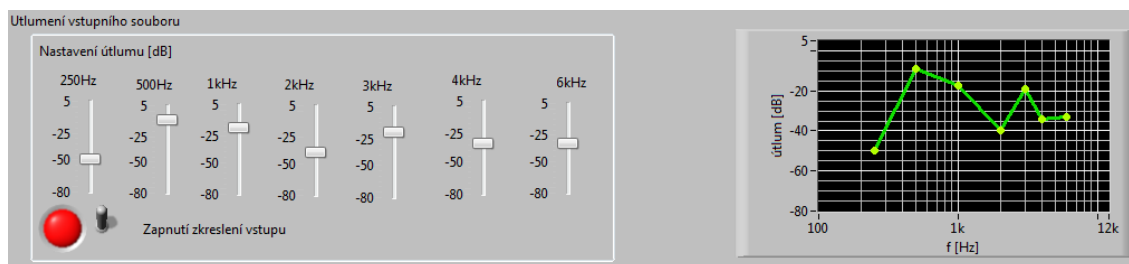 Utlumení vstupního souboru
Nastavení útlumu [dB]
250Hz 500Hz 1kHz 2kHz 3kHz 4kHz 6kHz
5 5 5 5 5 5 5
-25 -25 -25 -25 -25 -25 -25
-50 -50 -50 -50 -50 -50 -50
-80 -80 -80 -80 -80 -80 -80
Zapnutí zkreslení vstupu
útlum [dB]
5
-20
-40
-60
-80
100 1k 12k
f [Hz]